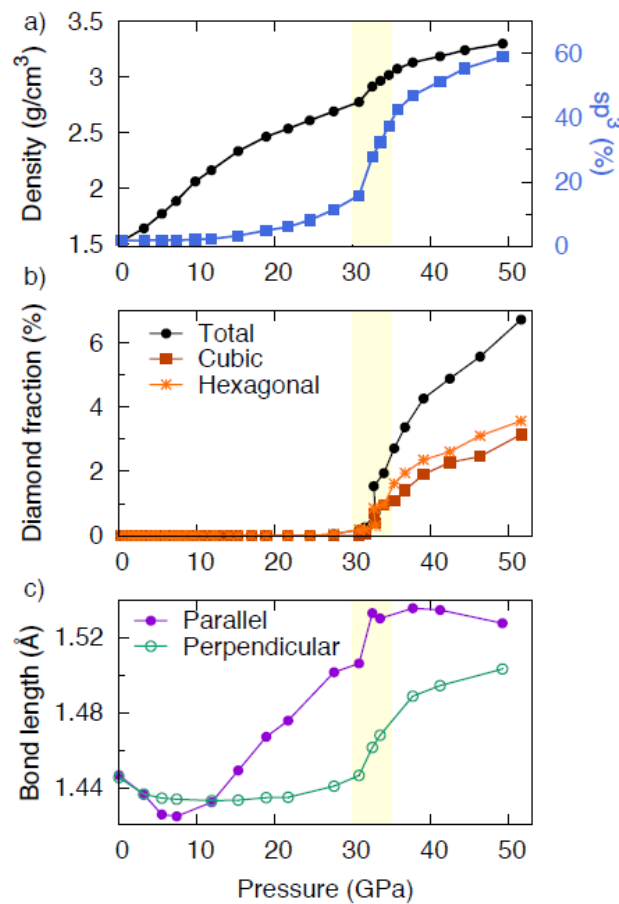 a)
3.5
3
2.5
2
1.5
Density (g/cm³)
60
40
20
0
sp³ (%)
0 10 20 30 40 50
b)
6
4
2
0
Diamond fraction (%)
Total
Cubic
Hexagonal
0 10 20 30 40 50
c)
1.52
1.48
1.44
Bond length (Å)
Parallel
Perpendicular
0 10 20 30 40 50
Pressure (GPa)